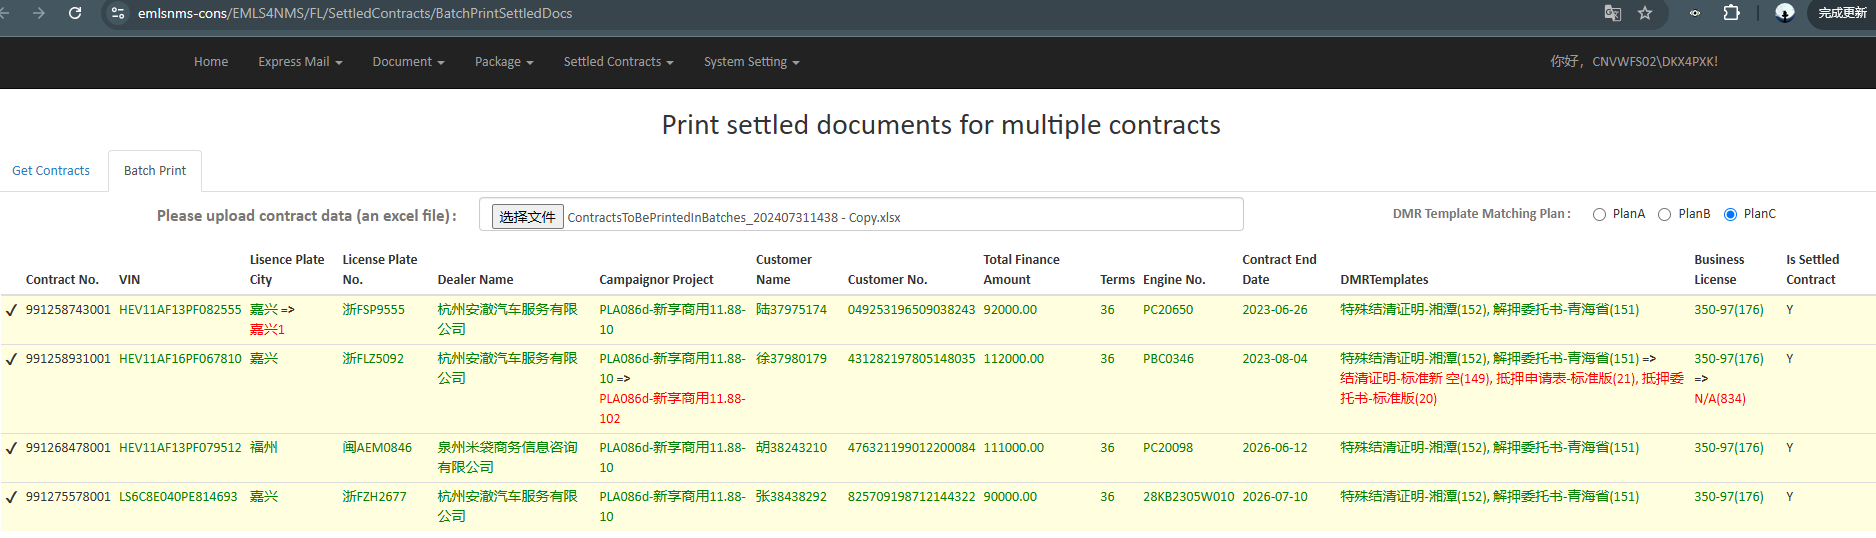 emlsnms-cons/EMLS4NMS/FL/SettledContracts/BatchPrintSettledDocs
完成更新
Home Express Mail Document Package Settled Contracts System Setting 你好，CNVWFS02\DKX4PXK!
Print settled documents for multiple contracts
Get Contracts Batch Print
Please upload contract data (an excel file) : 选择文件 ContractsToBePrintedInBatches_202407311438 - Copy.xlsx DMR Template Matching Plan : PlanA PlanB PlanC
Lisence Plate License Plate Customer Total Finance Contract End Business Is Settled
Contract No. VIN City No. Dealer Name Campaignor Project Name Customer No. Amount Terms Engine No. Date DMRTemplates License Contract
991258743001 HEV11AF13PF082555 嘉兴 => 浙FSP9555 杭州安澈汽车服务有限 PLA086d-新享商用11.88- 陆37975174 049253196509038243 92000.00 36 PC20650 2023-06-26 特殊结清证明-湘潭(152), 解押委托书-青海省(151) 350-97(176) Y
嘉兴1 公司 10
991258931001 HEV11AF16PF067810 嘉兴 浙FLZ5092 杭州安澈汽车服务有限 PLA086d-新享商用11.88- 徐37980179 431282197805148035 112000.00 36 PBC0346 2023-08-04 特殊结清证明-湘潭(152), 解押委托书-青海省(151) => 350-97(176) Y
公司 10 => 结清证明-标准新 空(149), 抵押申请表-标准版(21), 抵押委 =>
PLA086d-新享商用11.88- 托书-标准版(20) N/A(834)
102
991268478001 HEV11AF13PF079512 福州 闽AEM0846 泉州米袋商务信息咨询 PLA086d-新享商用11.88- 胡38243210 476321199012200084 111000.00 36 PC20098 2026-06-12 特殊结清证明-湘潭(152), 解押委托书-青海省(151) 350-97(176) Y
有限公司 10
991275578001 LS6C8E040PE814693 嘉兴 浙FZH2677 杭州安澈汽车服务有限 PLA086d-新享商用11.88- 张38438292 825709198712144322 90000.00 36 28KB2305W010 2026-07-10 特殊结清证明-湘潭(152), 解押委托书-青海省(151) 350-97(176) Y
公司 10